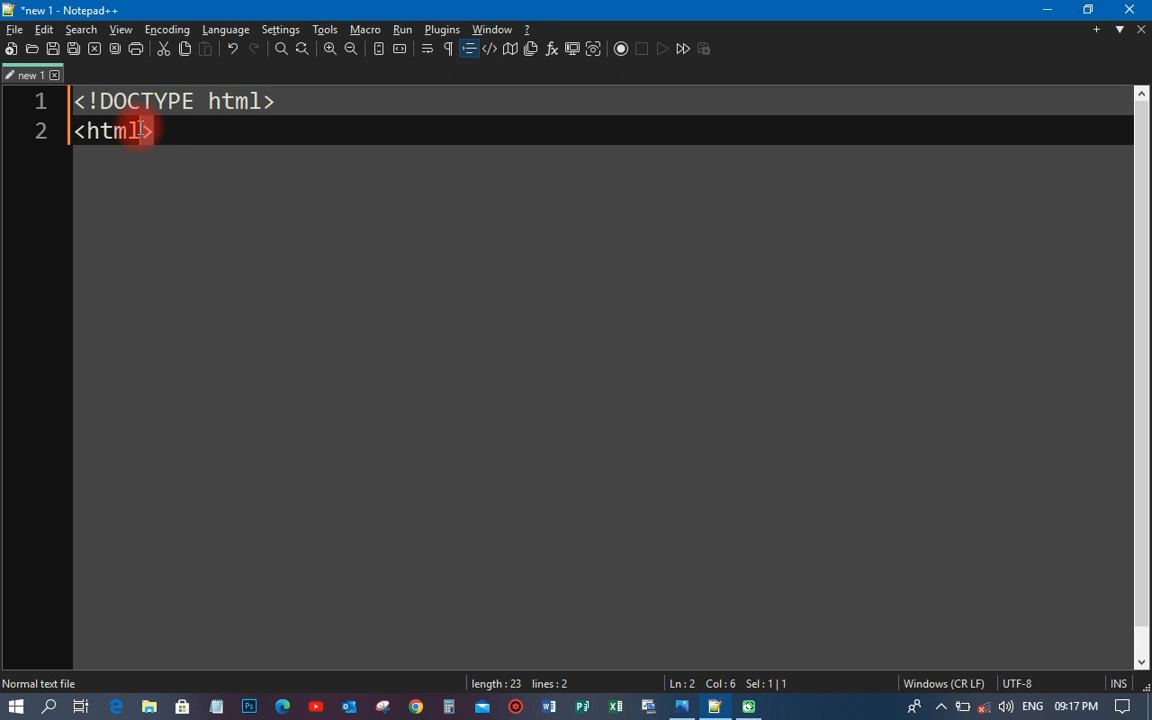 *new 1 - Notepad++
File Edit Search View Encoding Language Settings Tools Macro Run Plugins Window ?
new 1
1 <!DOCTYPE html>
2 <html>
Normal text file length : 23 lines : 2 Ln : 2 Col : 6 Sel : 1 | 1 Windows (CR LF) UTF-8 INS
ENG 09:17 PM